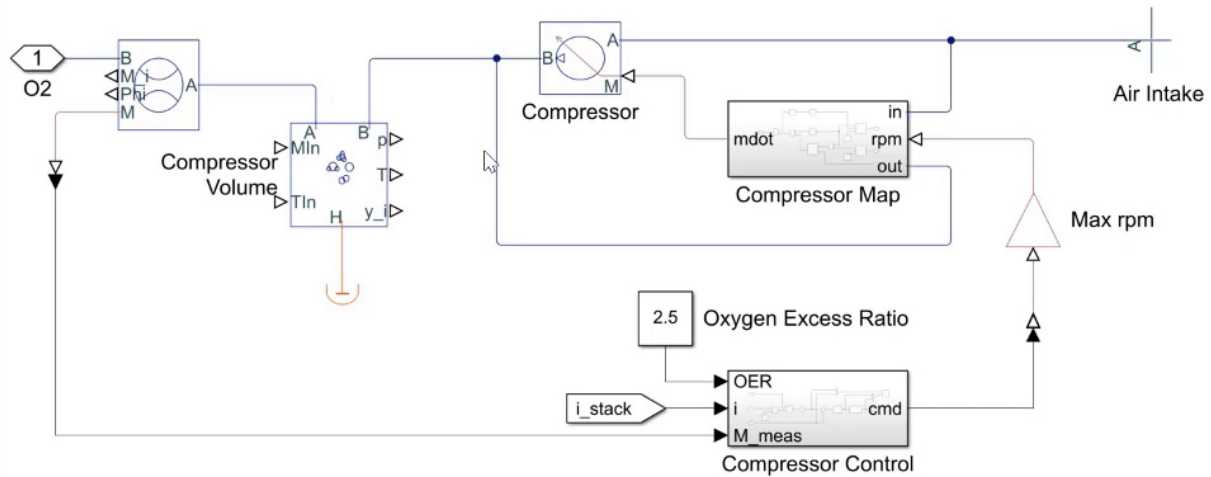 1
O2
B
M_i
Phi
M
A
Compressor
Volume
A
B
MIn
TIn
H
p
T
y_i
B
A
M
Compressor
A
Air Intake
mdot
in
rpm
out
Compressor Map
Max rpm
2.5
Oxygen Excess Ratio
i_stack
OER
i
M_meas
cmd
Compressor Control